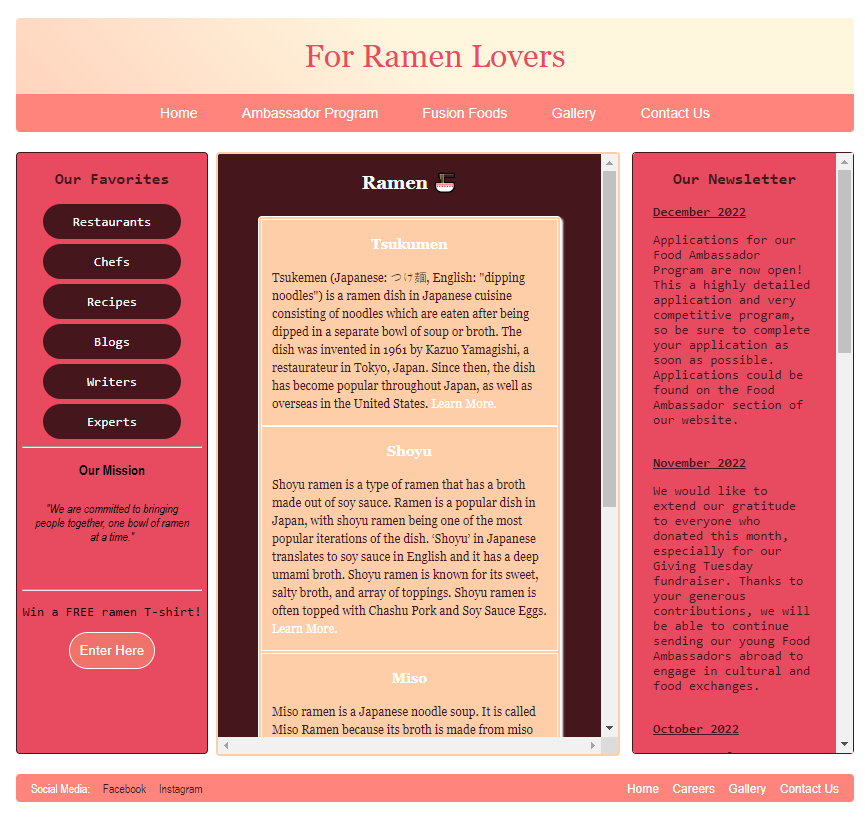 For Ramen Lovers
Home Ambassador Program Fusion Foods Gallery Contact Us
Our Favorites
Restaurants
Chefs
Recipes
Blogs
Writers
Experts
Our Mission
"We are committed to bringing
people together, one bowl of ramen
at a time."
Win a FREE ramen T-shirt!
Enter Here
Ramen 🍜
Tsukumen
Tsukemen (Japanese: つけ麺, English: "dipping
noodles") is a ramen dish in Japanese cuisine
consisting of noodles which are eaten after being
dipped in a separate bowl of soup or broth. The
dish was invented in 1961 by Kazuo Yamagishi, a
restaurateur in Tokyo, Japan. Since then, the dish
has become popular throughout Japan, as well as
overseas in the United States. Learn More.
Shoyu
Shoyu ramen is a type of ramen that has a broth
made out of soy sauce. Ramen is a popular dish in
Japan, with shoyu ramen being one of the most
popular iterations of the dish. ‘Shoyu’ in Japanese
translates to soy sauce in English and it has a deep
umami broth. Shoyu ramen is known for its sweet,
salty broth, and array of toppings. Shoyu ramen is
often topped with Chashu Pork and Soy Sauce Eggs.
Learn More.
Miso
Miso ramen is a Japanese noodle soup. It is called
Miso Ramen because its broth is made from miso
Our Newsletter
December 2022
Applications for our
Food Ambassador
Program are now open!
This a highly detailed
application and very
competitive program,
so be sure to complete
your application as
soon as possible.
Applications could be
found on the Food
Ambassador section of
our website.
November 2022
We would like to
extend our gratitude
to everyone who
donated this month,
especially for our
Giving Tuesday
fundraiser. Thanks to
your generous
contributions, we will
be able to continue
sending our young Food
Ambassadors abroad to
engage in cultural and
food exchanges.
October 2022
Social Media: Facebook Instagram
Home Careers Gallery Contact Us